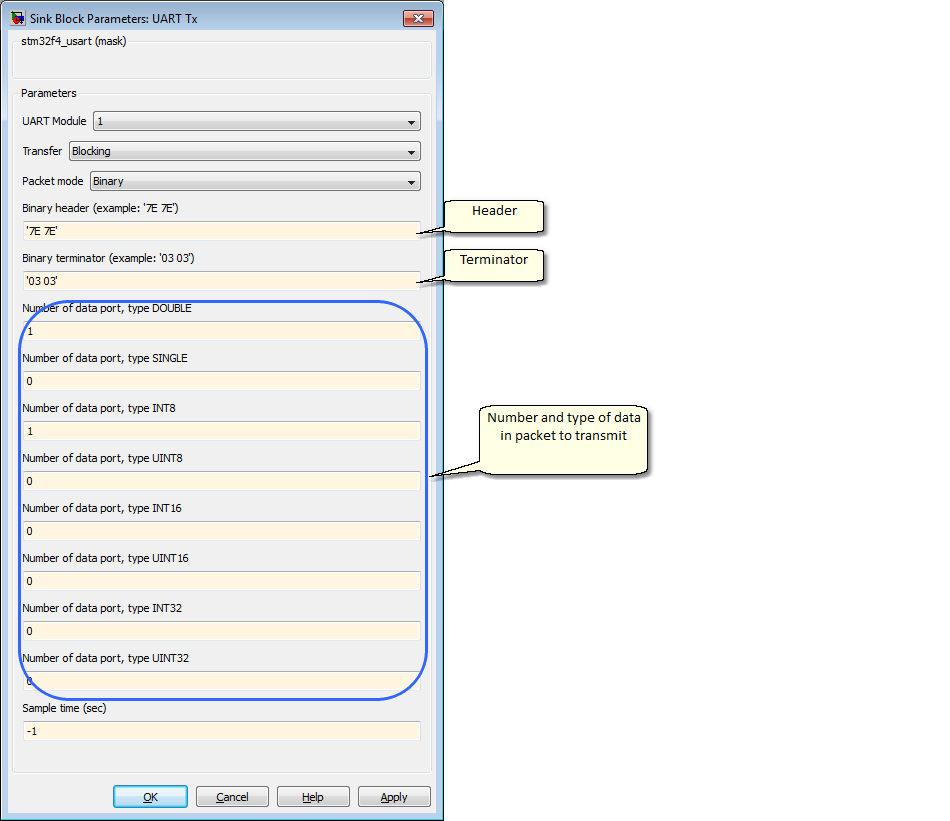 Sink Block Parameters: UART Tx
stm32f4_usart (mask)
Parameters
UART Module 1
Transfer Blocking
Packet mode Binary
Binary header (example: '7E 7E')
'7E 7E'
Header
Binary terminator (example: '03 03')
Terminator
'03 03'
Number of data port, type DOUBLE
1
Number of data port, type SINGLE
0
Number of data port, type INT8
1
Number and type of data
in packet to transmit
Number of data port, type UINT8
0
Number of data port, type INT16
0
Number of data port, type UINT16
0
Number of data port, type INT32
0
Number of data port, type UINT32
0
Sample time (sec)
-1
OK Cancel Help Apply